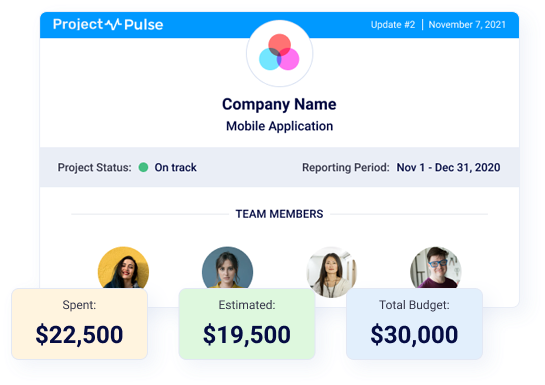 Project Pulse
Update #2 | November 7, 2021
Company Name
Mobile Application
Project Status: On track
Reporting Period: Nov 1 - Dec 31, 2020
TEAM MEMBERS
Spent:
$22,500
Estimated:
$19,500
Total Budget:
$30,000